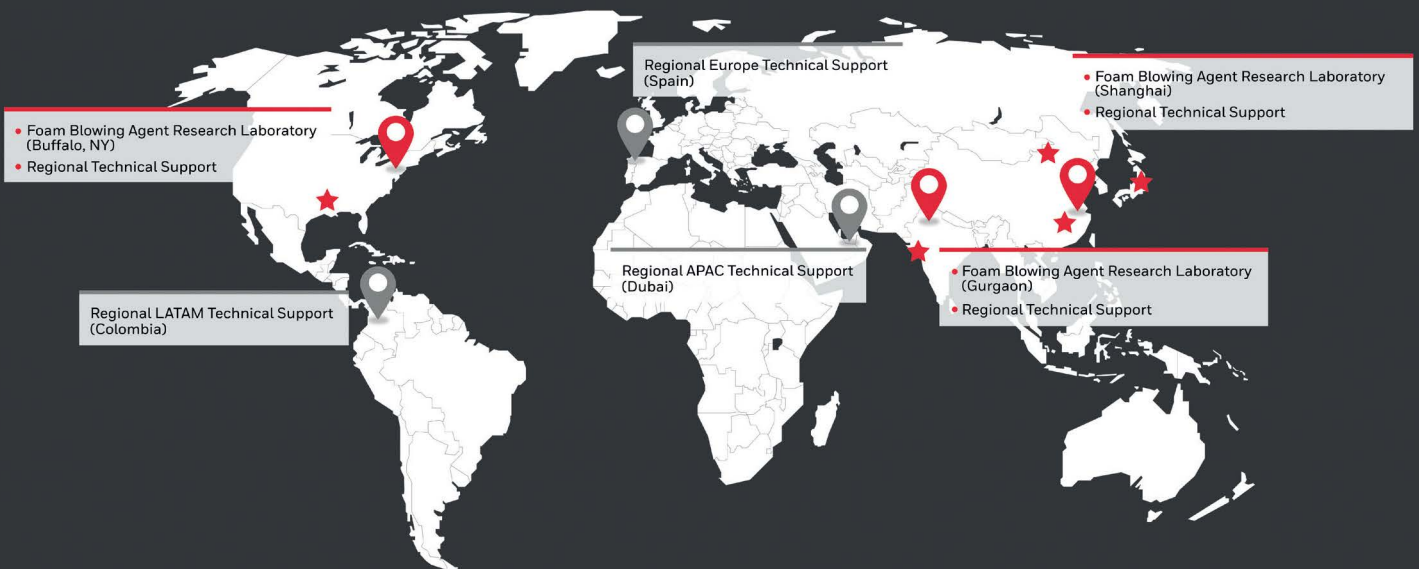 Regional Europe Technical Support
(Spain)
• Foam Blowing Agent Research Laboratory
(Shanghai)
• Regional Technical Support
• Foam Blowing Agent Research Laboratory
(Buffalo, NY)
• Regional Technical Support
Regional APAC Technical Support
(Dubai)
• Foam Blowing Agent Research Laboratory
(Gurgaon)
• Regional Technical Support
Regional LATAM Technical Support
(Colombia)